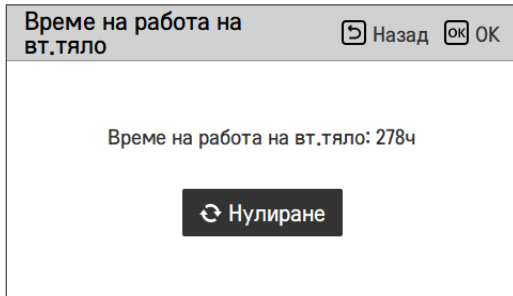 Време на работа на
вт.тяло
Назад OK OK
Време на работа на вт.тяло: 278ч
Нулиране